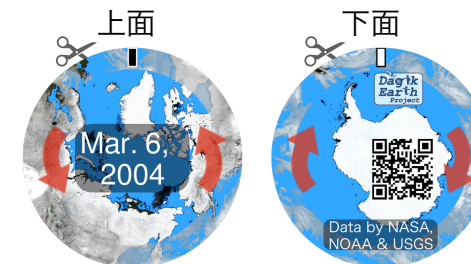 上面
下面
Mar. 6,
2004
Dagik
Earth
Project
Data by NASA,
NOAA & USGS